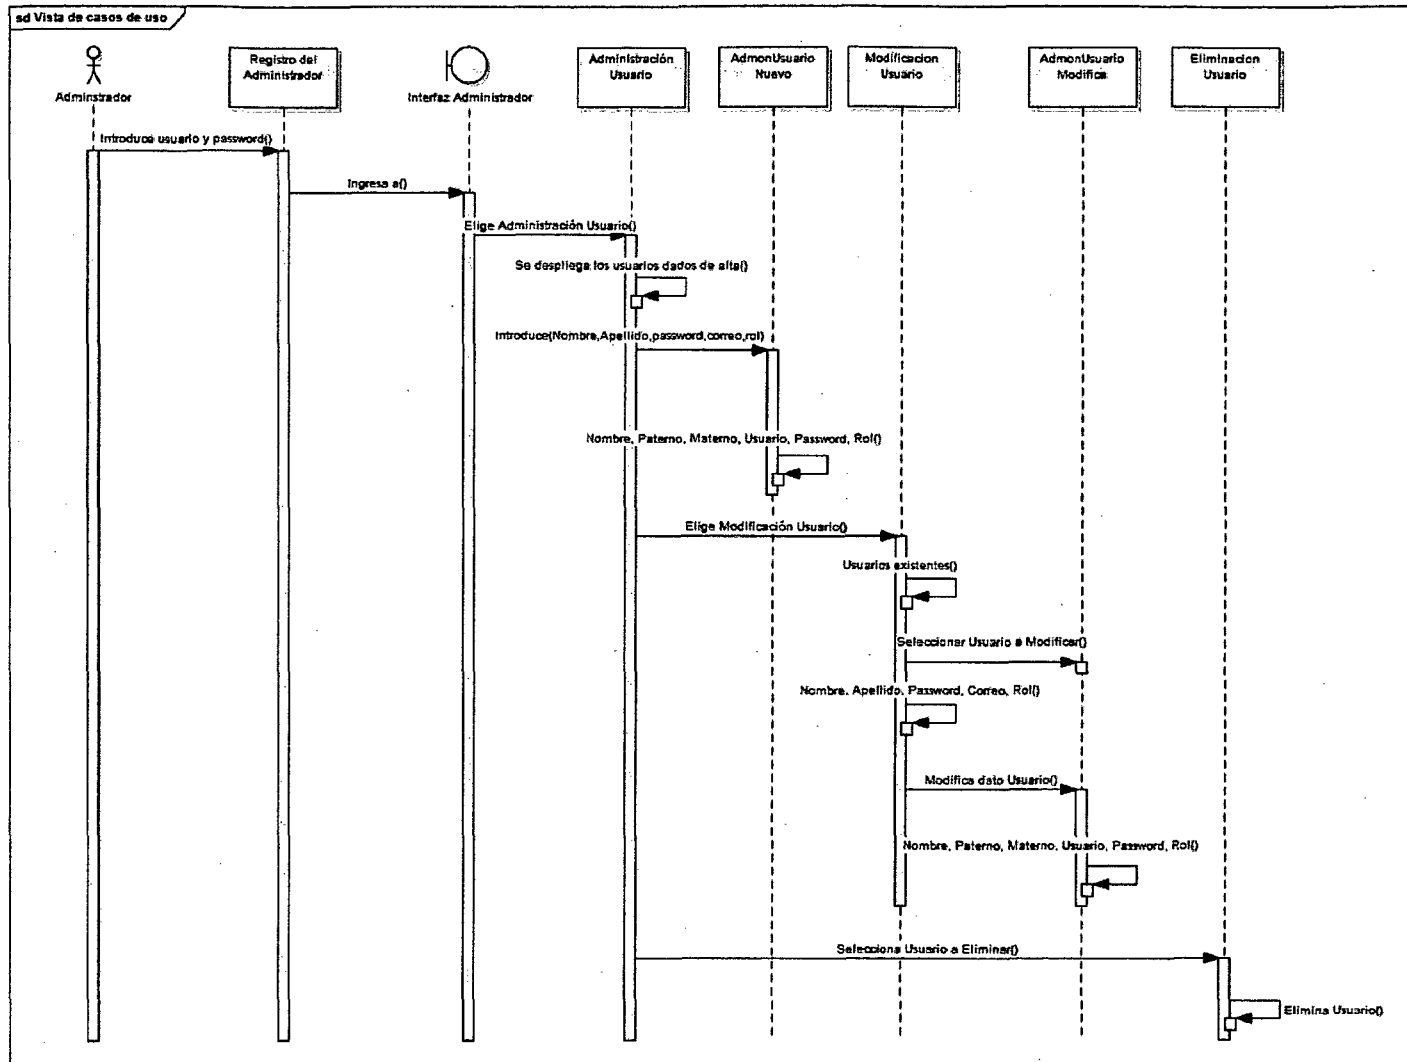 sd Vista de casos de uso
Adminstrador
Registro del
Administrador
Interfaz Administrador
Administración
Usuario
AdmonUsuario
Nuevo
Modificacion
Usuario
AdmonUsuario
Modifica
Eliminacion
Usuario
Introduce usuario y password()
Ingresa a()
Elige Administración Usuario()
Se despliega los usuarios dados de alta()
Introduce(Nombre,Apellido,password,correo,rol)
Nombre, Paterno, Materno, Usuario, Password, Rol()
Elige Modificación Usuario()
Usuarios existentes()
Seleccionar Usuario a Modificar()
Nombre, Apellido, Password, Correo, Rol()
Modifica dato Usuario()
Nombre, Paterno, Materno, Usuario, Password, Rol()
Selecciona Usuario a Eliminar()
Elimina Usuario()